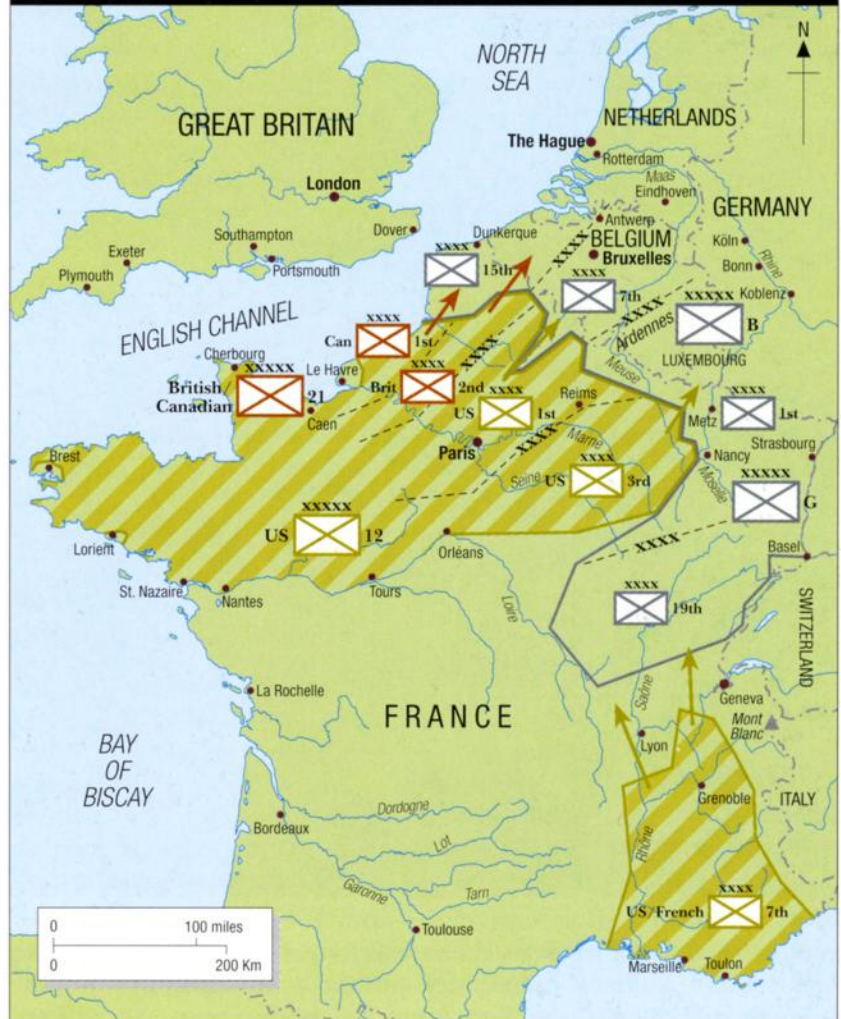 N
NORTH
SEA
GREAT BRITAIN
NETHERLANDS
The Hague
Rotterdam
Maas
Eindhoven
London
GERMANY
Antwerp
Dover
Dunkerque
Southampton
Exeter
Portsmouth
Plymouth
BELGIUM
Bruxelles
Köln
Rhine
Bonn
Koblenz
XXXX
XXXX
15th
XXXX
7th
XXXX
XXXXX
B
Ardennes
LUXEMBOURG
ENGLISH CHANNEL
Cherbourg
Le Havre
XXXX
Can 1st
XXXX
XXXXX
British/
Canadian 21
Caen
XXXX
Brit 2nd
XXXX
US 1st
Reims
Meuse
Metz
XXXX
1st
Strasbourg
Nancy
Moselle
Paris
Marne
XXXX
Seine
XXXX
US 3rd
XXXXX
G
Brest
Lorient
XXXXX
US 12
Orléans
XXXX
Basel
St. Nazaire
Nantes
Tours
Loire
XXXX
19th
SWITZERLAND
La Rochelle
FRANCE
Saône
Geneva
Mont
Blanc
Lyon
BAY
OF
BISCAY
Grenoble
ITALY
Bordeaux
Dordogne
Lot
Garonne
Tarn
Rhône
XXXX
US/French 7th
Toulouse
Marseille
Toulon
0 100 miles
0 200 Km